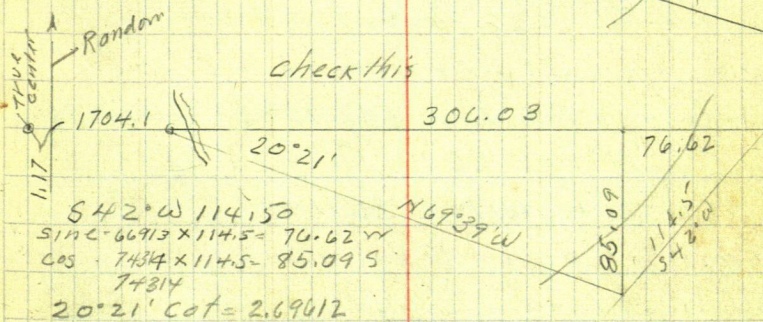 Random
True
Center
check this
1704.1
306.03
20°21'
76.62
1.17
N69°39'W
85.09
114.5
S42°W
S42°W 114.50
sine - 66913 x 114.5 = 76.62 W
cos - 74314 x 114.5 = 85.09 S
74314
20°21' Cot = 2.69612